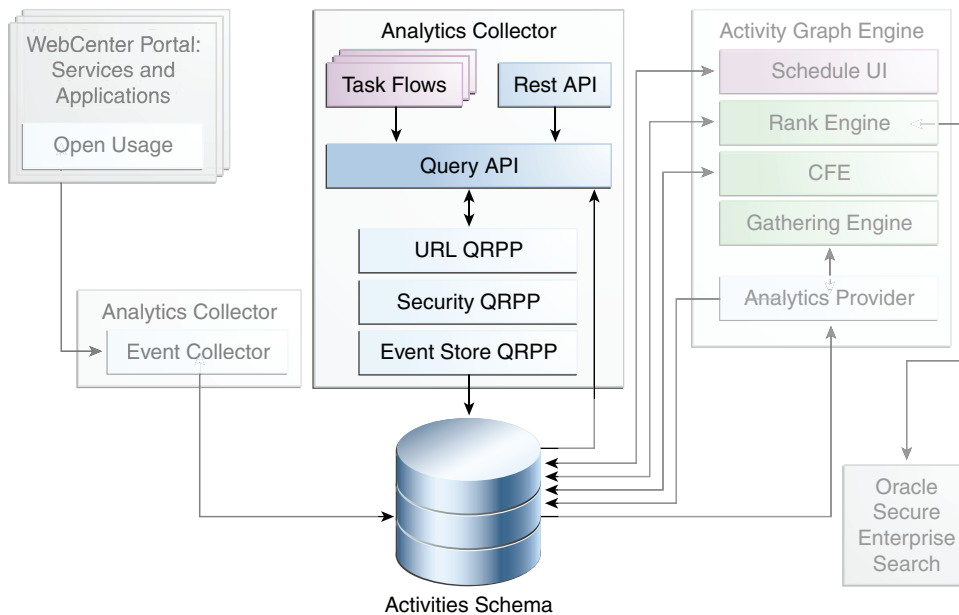 WebCenter Portal:
Services and
Applications
Open Usage
Analytics Collector
Event Collector
Analytics Collector
Task Flows
Rest API
Query API
URL QRPP
Security QRPP
Event Store QRPP
Activities Schema
Activity Graph Engine
Schedule UI
Rank Engine
CFE
Gathering Engine
Analytics Provider
Oracle
Secure
Enterprise
Search